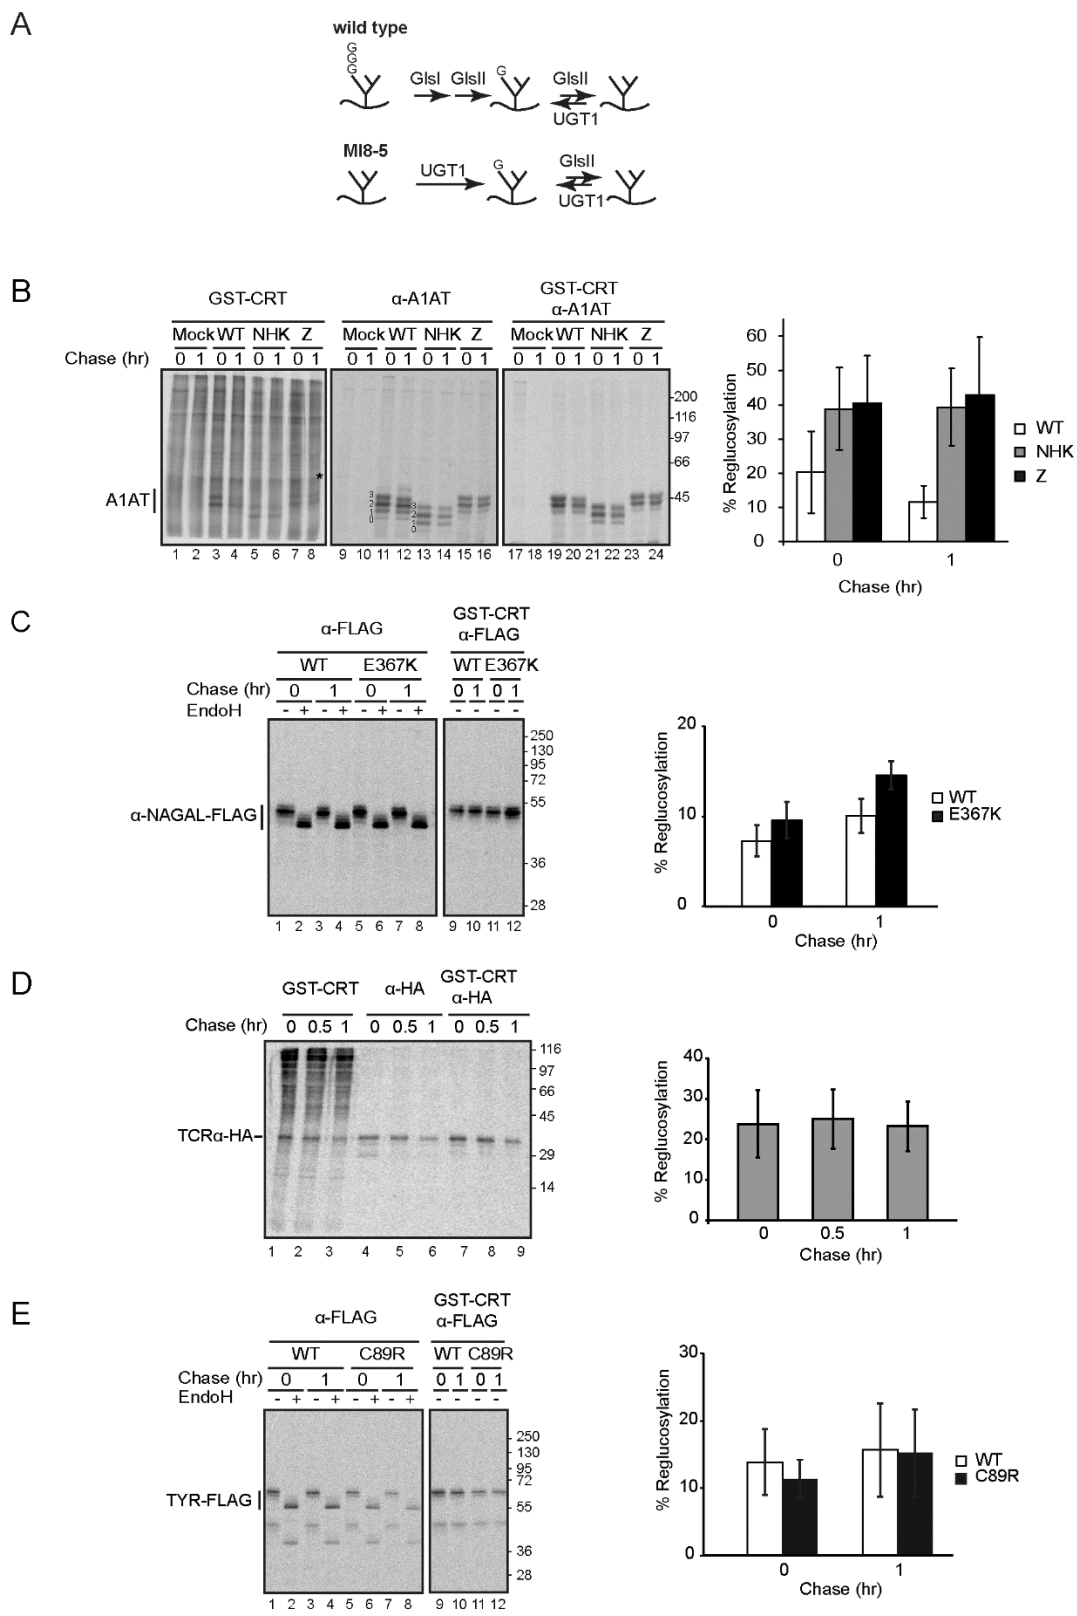 A
wild type
G
G
G
GlsI GlsII G GlsII
UGT1
MI8-5
UGT1 G GlsII
UGT1
B
GST-CRT α-A1AT GST-CRT
α-A1AT
Mock WT NHK Z Mock WT NHK Z Mock WT NHK Z
Chase (hr) 0 1 0 1 0 1 0 1 0 1 0 1 0 1 0 1 0 1 0 1 0 1 0 1
200
116
97
66
45
A1AT
*
3
2
1
0
3
2
1
0
1 2 3 4 5 6 7 8 9 10 11 12 13 14 15 16 17 18 19 20 21 22 23 24
% Reglucosylation
60
50
40
30
20
10
0
0 1
Chase (hr)
WT
NHK
Z
C
α-FLAG GST-CRT
α-FLAG
WT E367K WT E367K
Chase (hr) 0 1 0 1 0 1 0 1
EndoH - + - + - + - +
250
130
95
72
55
36
28
α-NAGAL-FLAG
1 2 3 4 5 6 7 8 9 10 11 12
% Reglucosylation
20
10
0
0 1
Chase (hr)
WT
E367K
D
GST-CRT α-HA GST-CRT
α-HA
Chase (hr) 0 0.5 1 0 0.5 1 0 0.5 1
116
97
66
45
29
14
TCRα-HA
1 2 3 4 5 6 7 8 9
% Reglucosylation
40
30
20
10
0
0 0.5 1
Chase (hr)
E
α-FLAG GST-CRT
α-FLAG
WT C89R WT C89R
Chase (hr) 0 1 0 1 0 1 0 1
EndoH - + - + - + - +
250
130
95
72
55
36
28
TYR-FLAG
1 2 3 4 5 6 7 8 9 10 11 12
% Reglucosylation
30
20
10
0
0 1
Chase (hr)
WT
C89R